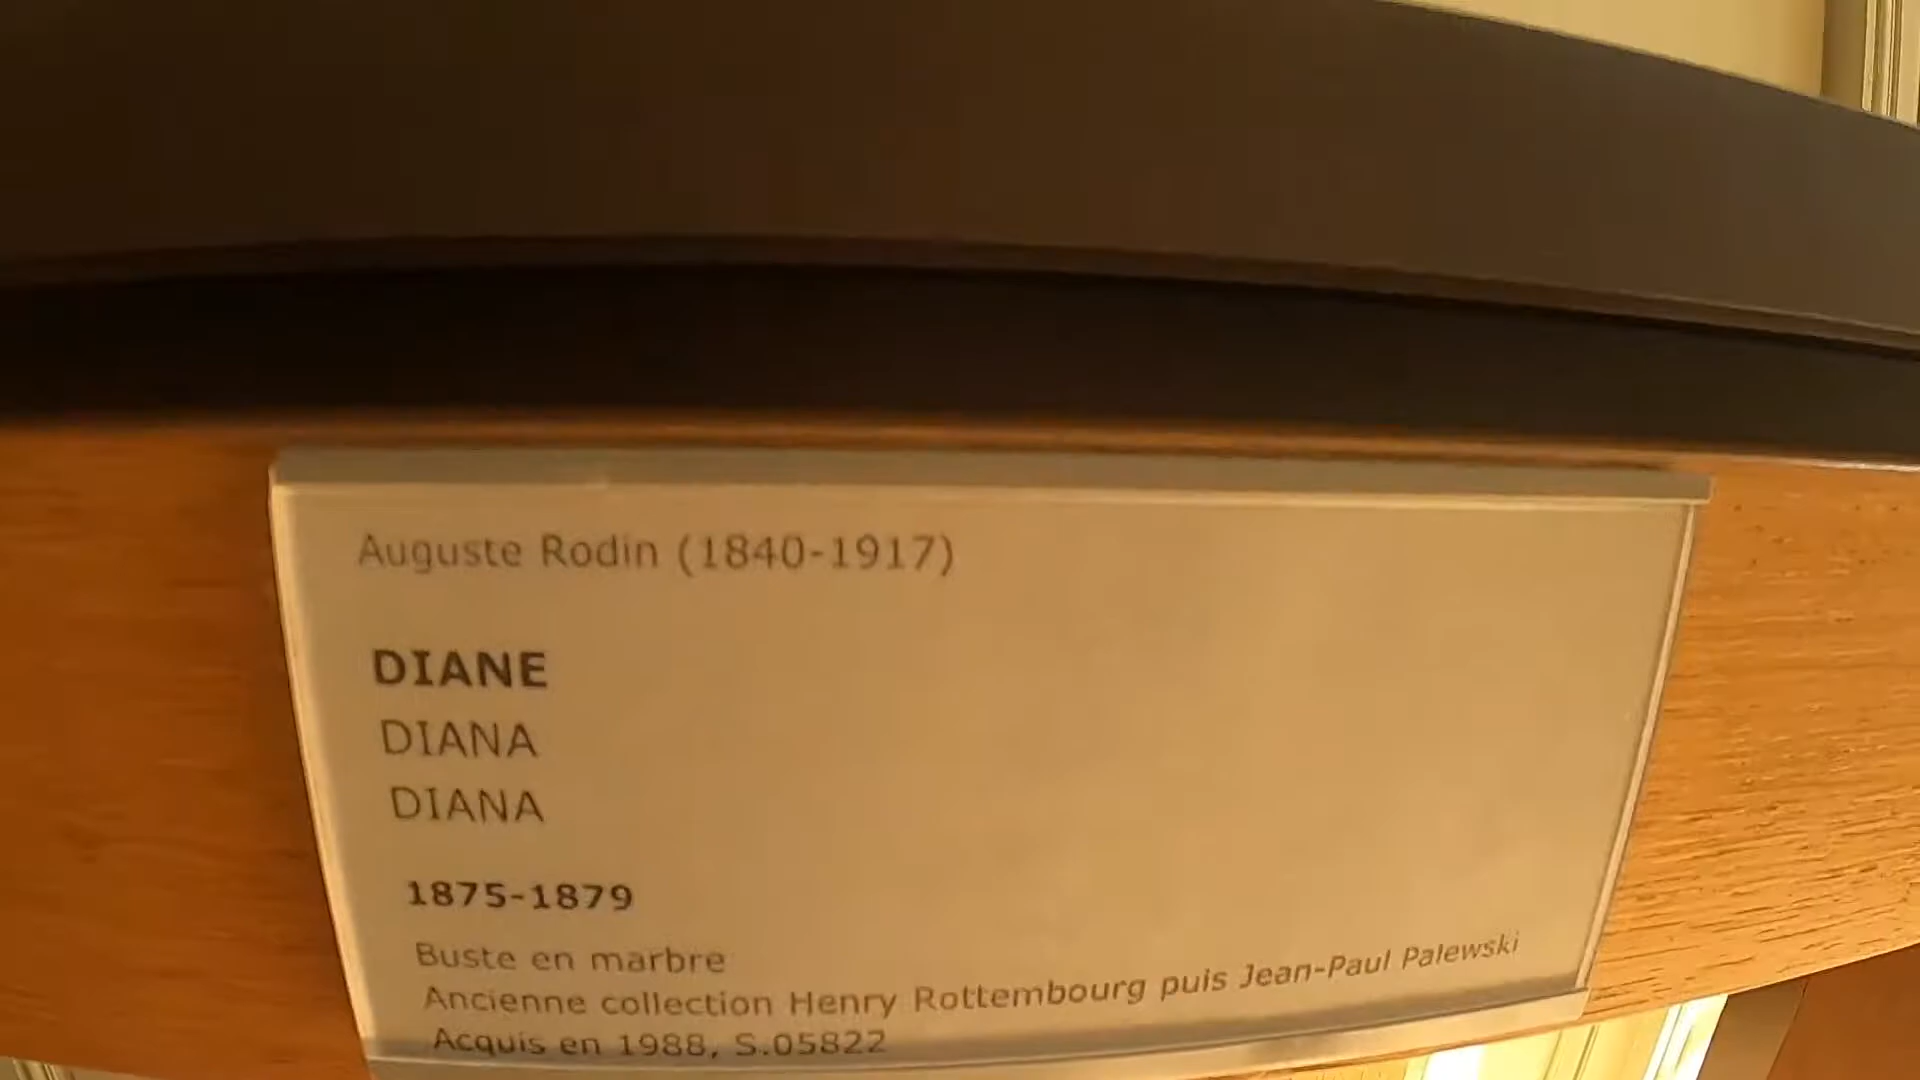 Auguste Rodin (1840-1917)
DIANE
DIANA
DIANA
1875-1879
Buste en marbre
Ancienne collection Henry Rottembourg puis Jean-Paul Palewski
Acquis en 1988, S.05822